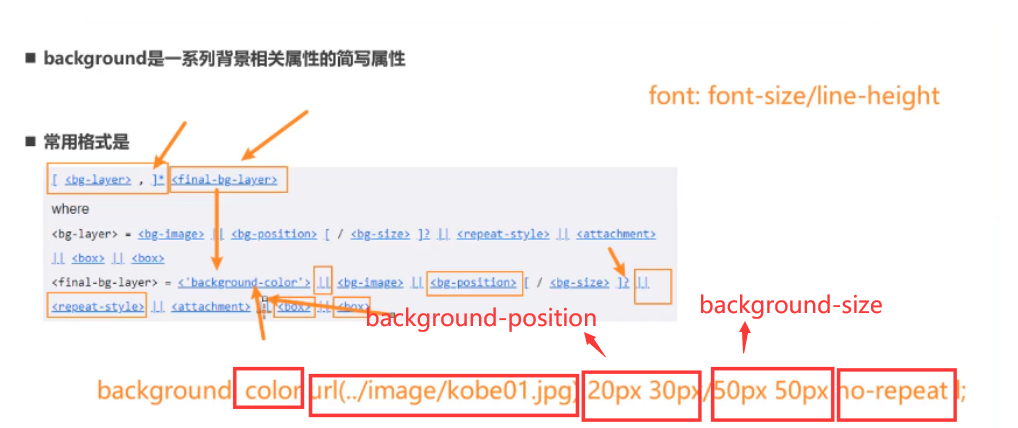 ■ background是一系列背景相关属性的简写属性
font: font-size/line-height
■ 常用格式是
[ <bg-layer> , ]* <final-bg-layer>
where
<bg-layer> = <bg-image> || <bg-position> [ / <bg-size> ]? || <repeat-style> || <attachment>
|| <box> || <box>
<final-bg-layer> = <'background-color'> || <bg-image> || <bg-position> [ / <bg-size> ]? ||
<repeat-style> || <attachment> || <box> || <box>
background-position
background-size
background color url(../image/kobe01.jpg) 20px 30px/50px 50px no-repeat l;